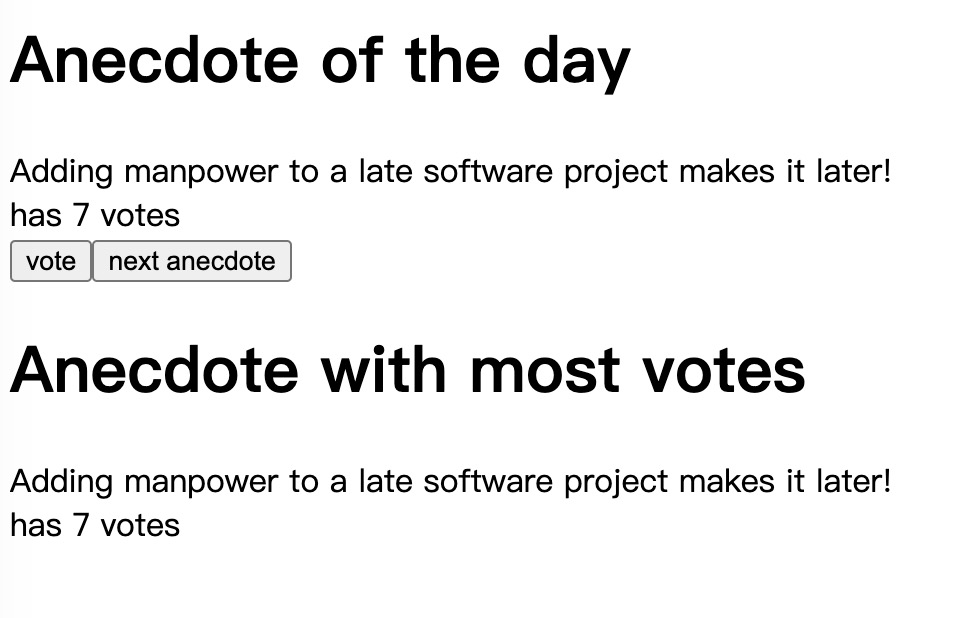 Anecdote of the day
Adding manpower to a late software project makes it later!
has 7 votes
vote next anecdote
Anecdote with most votes
Adding manpower to a late software project makes it later!
has 7 votes